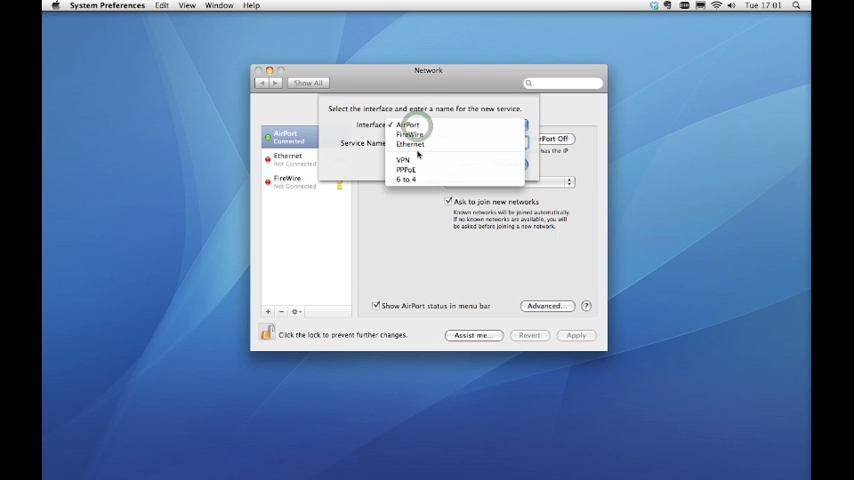 System Preferences Edit View Window Help Tue 17:01
Network
Show All
Select the interface and enter a name for the new service.
Interface ✓ AirPort
FireWire
Ethernet
VPN
PPPoE
6 to 4
Service Name
AirPort
Connected
Ethernet
Not Connected
FireWire
Not Connected
Port Off
has the IP
✓ Ask to join new networks
Known networks will be joined automatically.
If no known networks are available, you will
be asked before joining a new network.
+ −
✓ Show AirPort status in menu bar Advanced... ?
Click the lock to prevent further changes. Assist me... Revert Apply